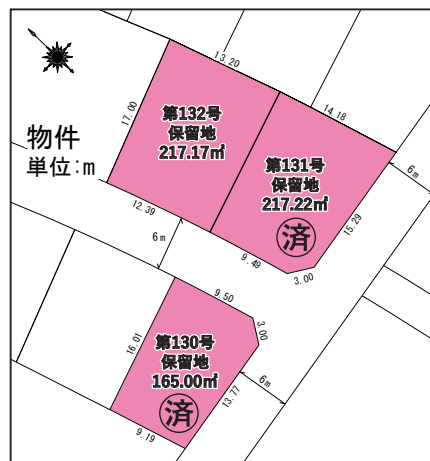 13.20
14.18
17.00
第132号
保留地
217.17㎡
物件
単位:m
第131号
保留地
217.22㎡
済
6m
15.29
12.39
6m
9.49
3.00
9.50
3.00
16.01
第130号
保留地
165.00㎡
済
13.77
6m
9.19